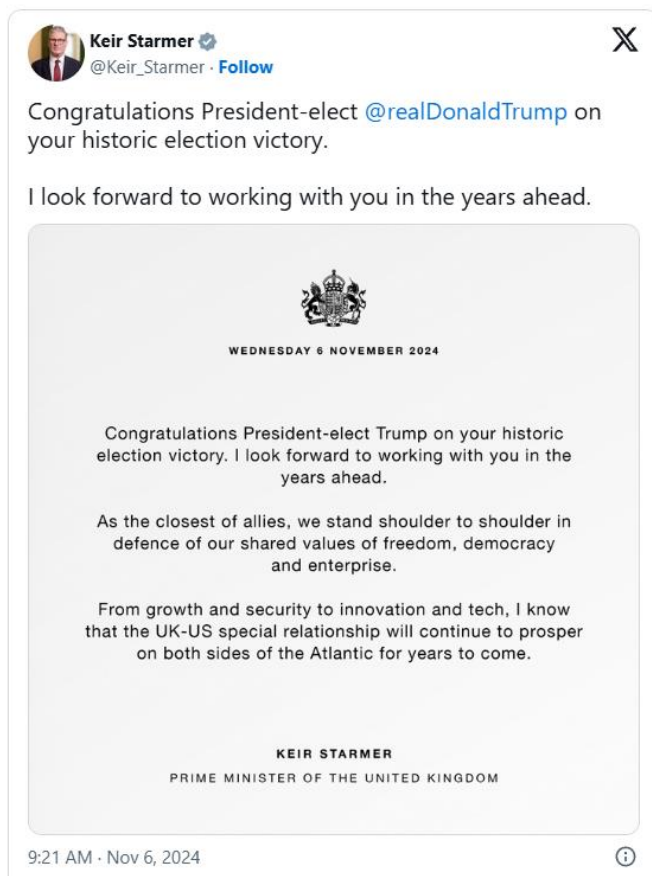 Keir Starmer
@Keir_Starmer · Follow
Congratulations President-elect @realDonaldTrump on
your historic election victory.
I look forward to working with you in the years ahead.
WEDNESDAY 6 NOVEMBER 2024
Congratulations President-elect Trump on your historic
election victory. I look forward to working with you in the
years ahead.
As the closest of allies, we stand shoulder to shoulder in
defence of our shared values of freedom, democracy
and enterprise.
From growth and security to innovation and tech, I know
that the UK-US special relationship will continue to prosper
on both sides of the Atlantic for years to come.
KEIR STARMER
PRIME MINISTER OF THE UNITED KINGDOM
9:21 AM · Nov 6, 2024